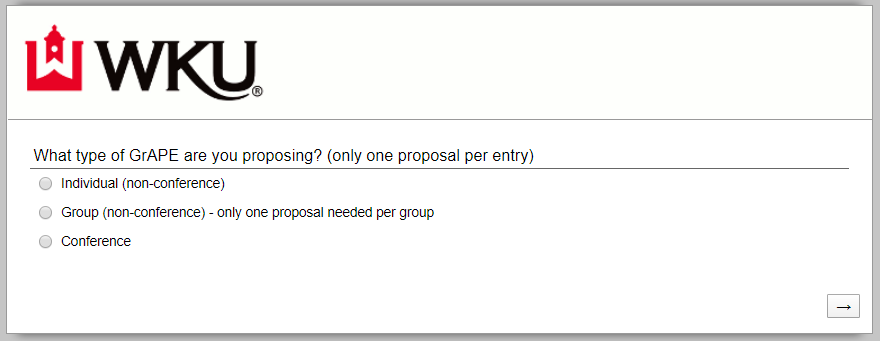 WKU®
What type of GrAPE are you proposing? (only one proposal per entry)
Individual (non-conference)
Group (non-conference) - only one proposal needed per group
Conference
→